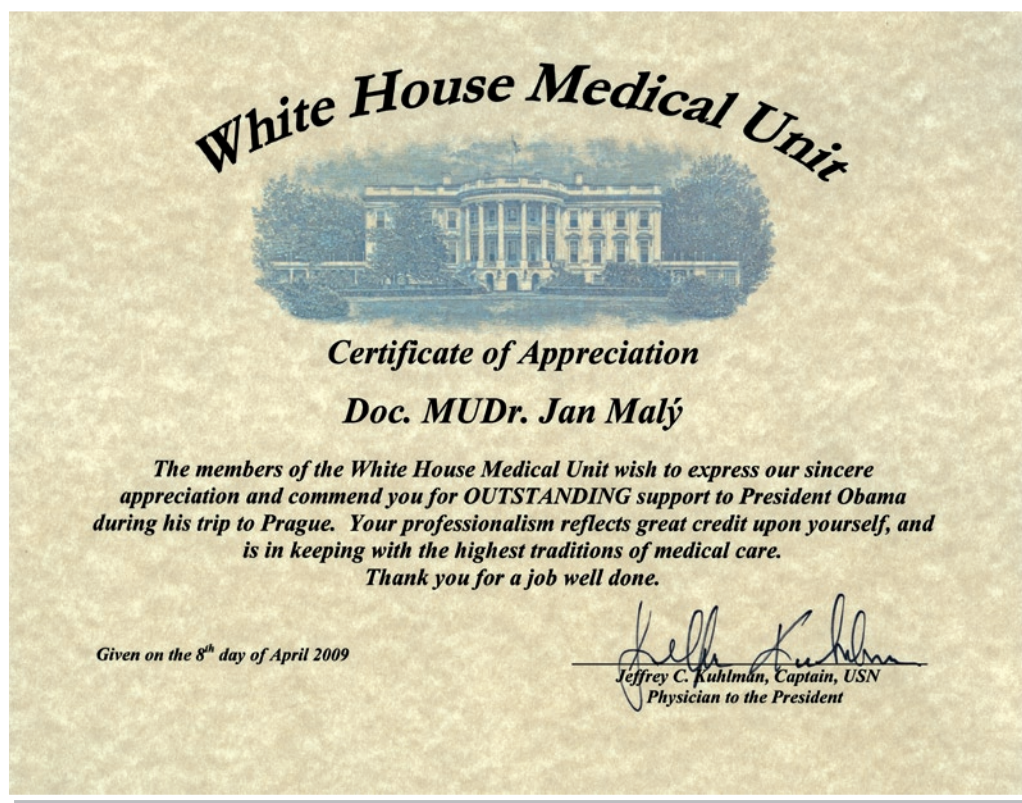 White House Medical Unit
Certificate of Appreciation
Doc. MUDr. Jan Malý
The members of the White House Medical Unit wish to express our sincere
appreciation and commend you for OUTSTANDING support to President Obama
during his trip to Prague. Your professionalism reflects great credit upon yourself, and
is in keeping with the highest traditions of medical care.
Thank you for a job well done.
Given on the 8th day of April 2009
Jeffrey C. Kuhlman, Captain, USN
Physician to the President